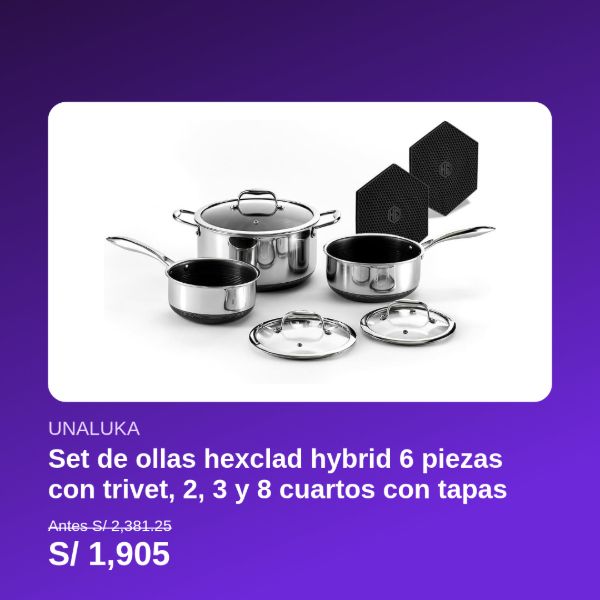 UNALUKA
Set de ollas hexclad hybrid 6 piezas
con trivet, 2, 3 y 8 cuartos con tapas
Antes S/ 2,381.25
S/ 1,905